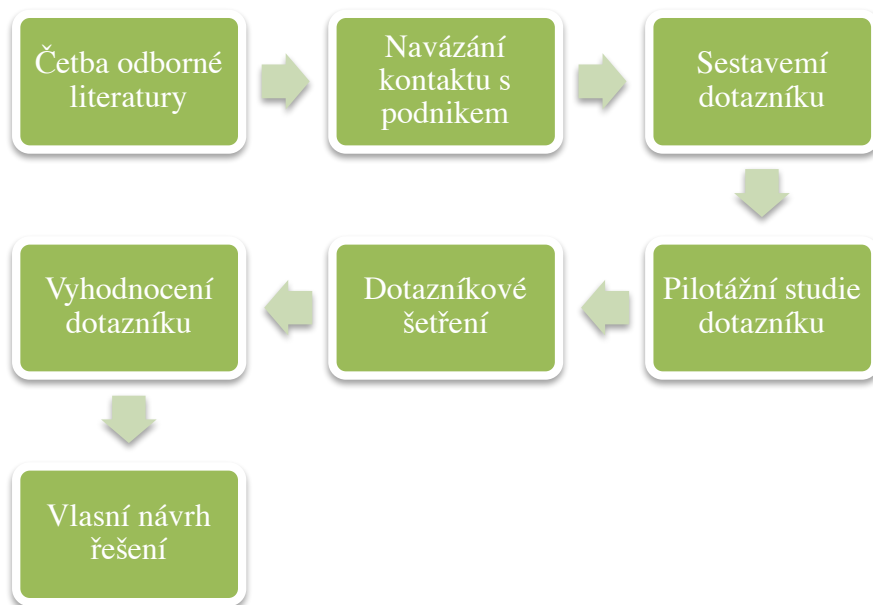 Četba odborné
literatury
Navázání
kontaktu s
podnikem
Sestavemí
dotazníku
Pilotážní studie
dotazníku
Dotazníkové
šetření
Vyhodnocení
dotazníku
Vlasní návrh
řešení